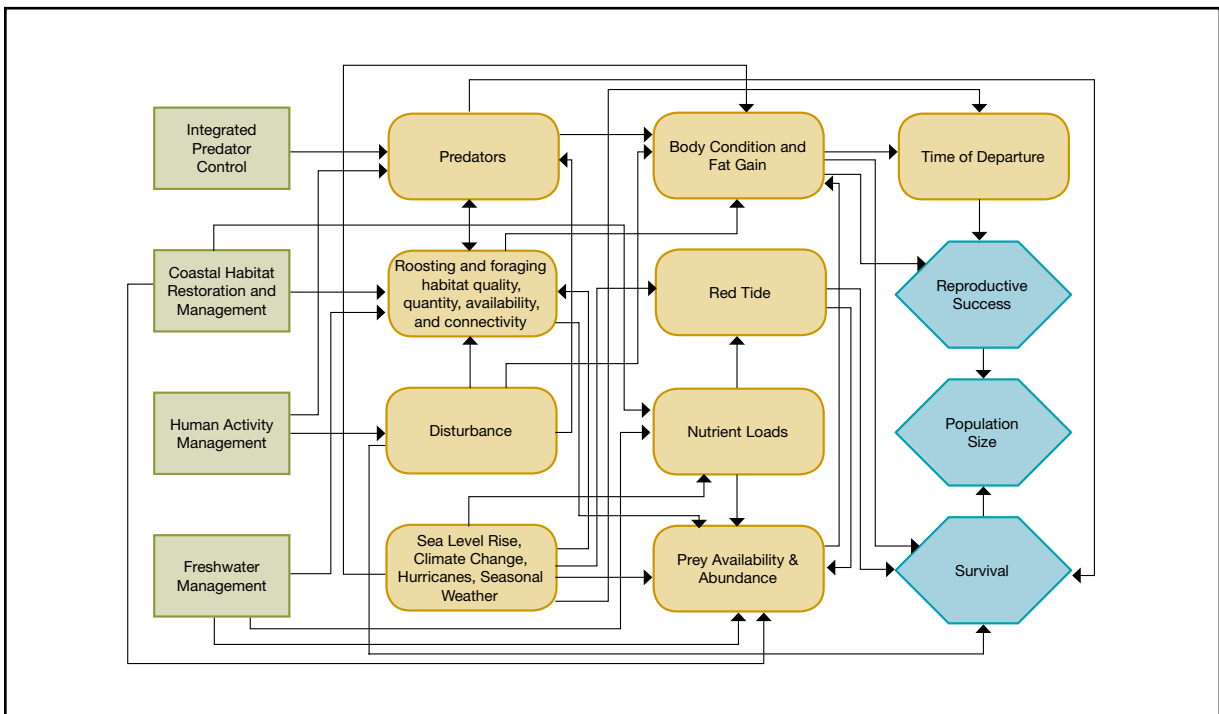 Integrated
Predator
Control
Predators
Body Condition and
Fat Gain
Time of Departure
Coastal Habitat
Restoration and
Management
Roosting and foraging
habitat quality,
quantity, availability,
and connectivity
Red Tide
Reproductive
Success
Human Activity
Management
Disturbance
Nutrient Loads
Population
Size
Freshwater
Management
Sea Level Rise,
Climate Change,
Hurricanes, Seasonal
Weather
Prey Availability &
Abundance
Survival